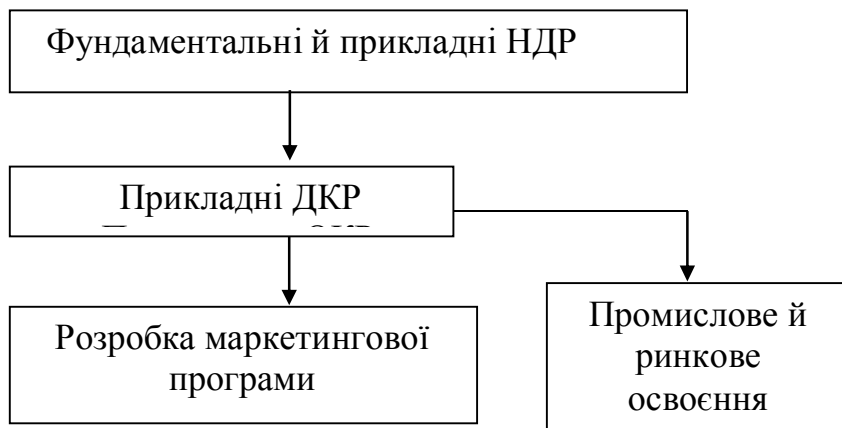 Фундаментальні й прикладні НДР
Прикладні ДКР
Розробка маркетингової
програми
Промислове й
ринкове
освоєння